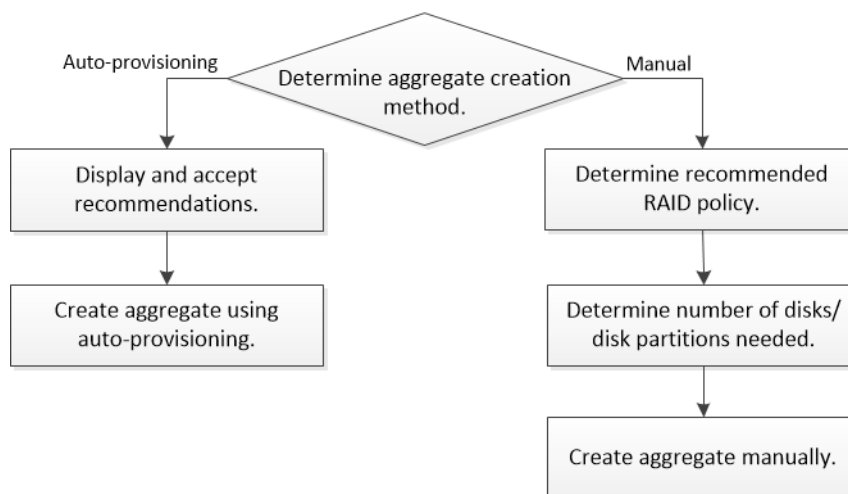 Auto-provisioning
Determine aggregate creation
method.
Manual
Display and accept
recommendations.
Create aggregate using
auto-provisioning.
Determine recommended
RAID policy.
Determine number of disks/
disk partitions needed.
Create aggregate manually.